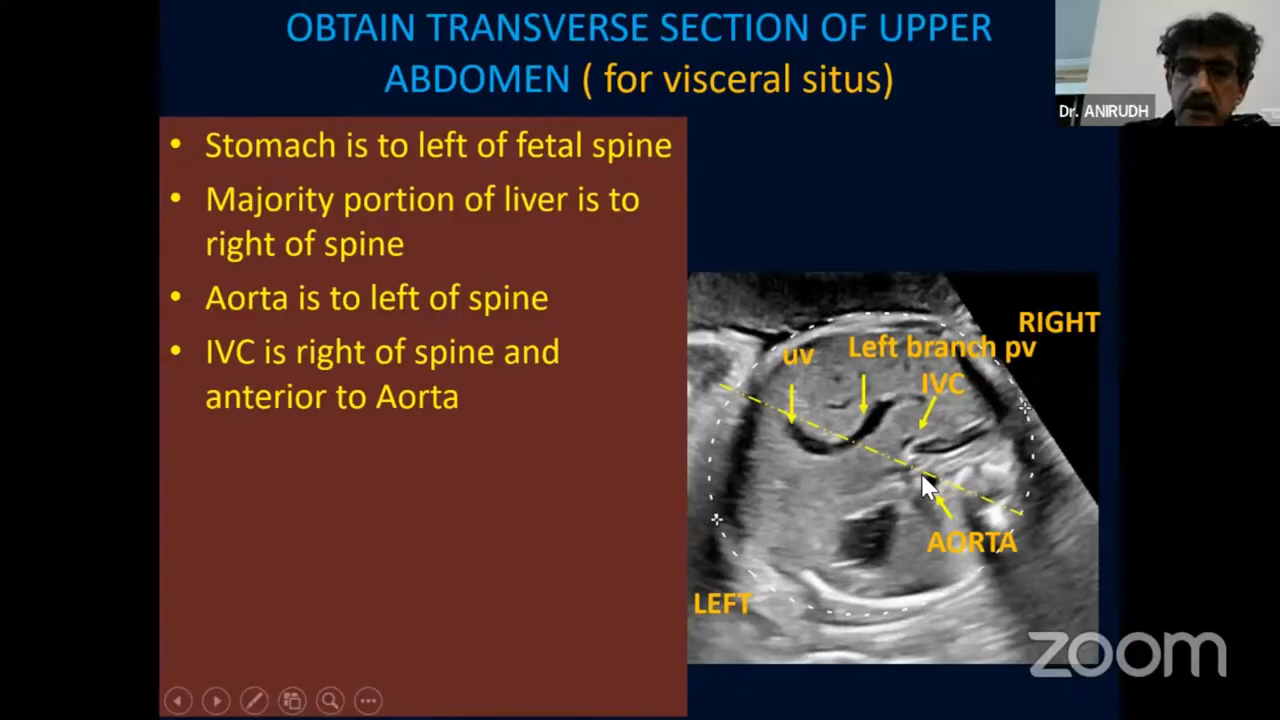 OBTAIN TRANSVERSE SECTION OF UPPER
ABDOMEN ( for visceral situs)
Dr. ANIRUDH
• Stomach is to left of fetal spine
• Majority portion of liver is to
right of spine
• Aorta is to left of spine
• IVC is right of spine and
anterior to Aorta
RIGHT
uv
Left branch pv
IVC
AORTA
LEFT
zoom